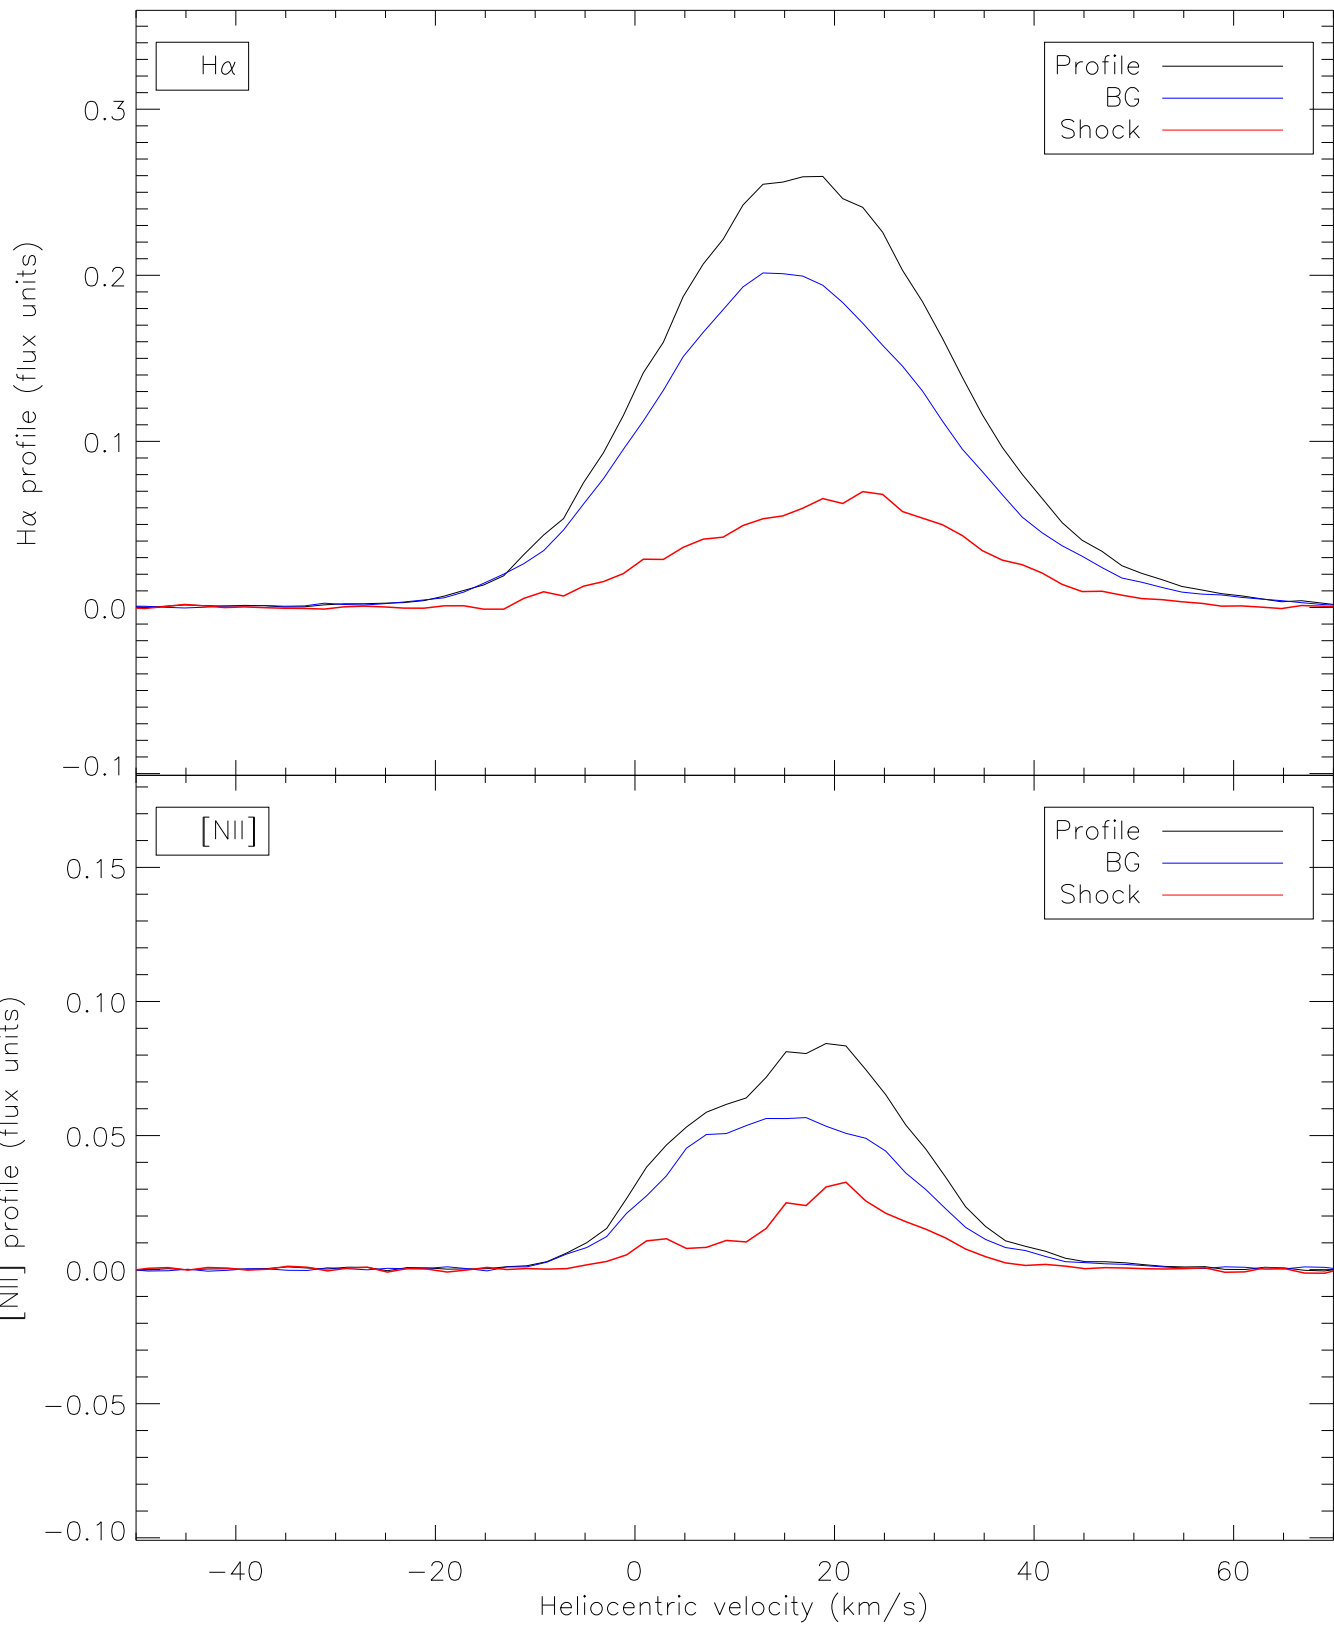 Hα
Profile
BG
Shock
0.3
0.2
0.1
0.0
−0.1
Hα profile (flux units)
[NII]
Profile
BG
Shock
0.15
0.10
0.05
0.00
−0.05
−0.10
[NII] profile (flux units)
−40 −20 0 20 40 60
Heliocentric velocity (km/s)